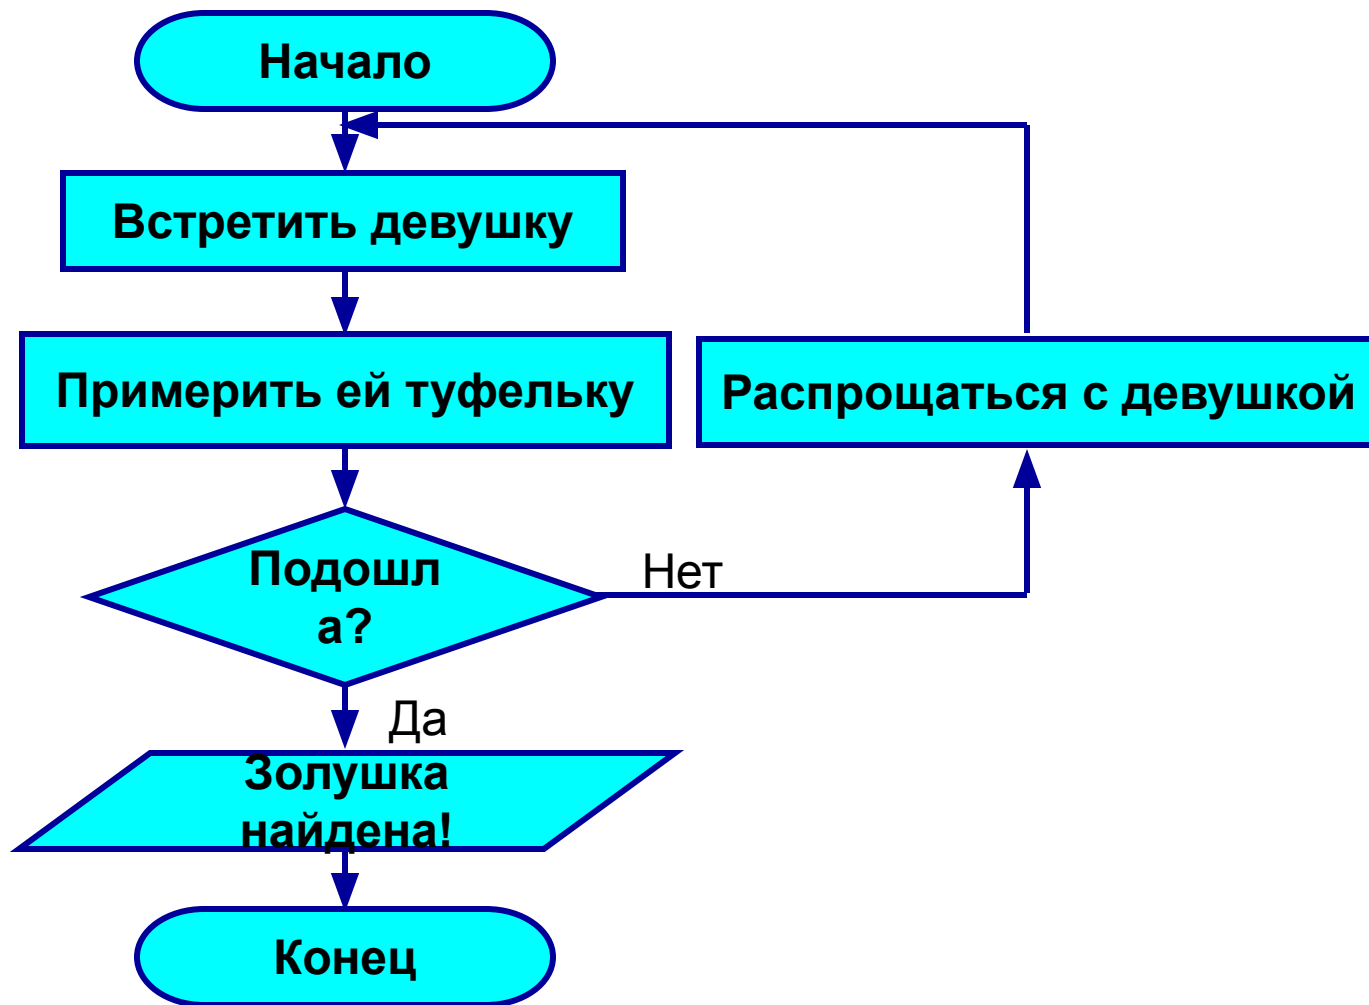 Начало
Встретить девушку
Примерить ей туфельку
Распрощаться с девушкой
Подошл
а?
Нет
Да
Золушка
найдена!
Конец